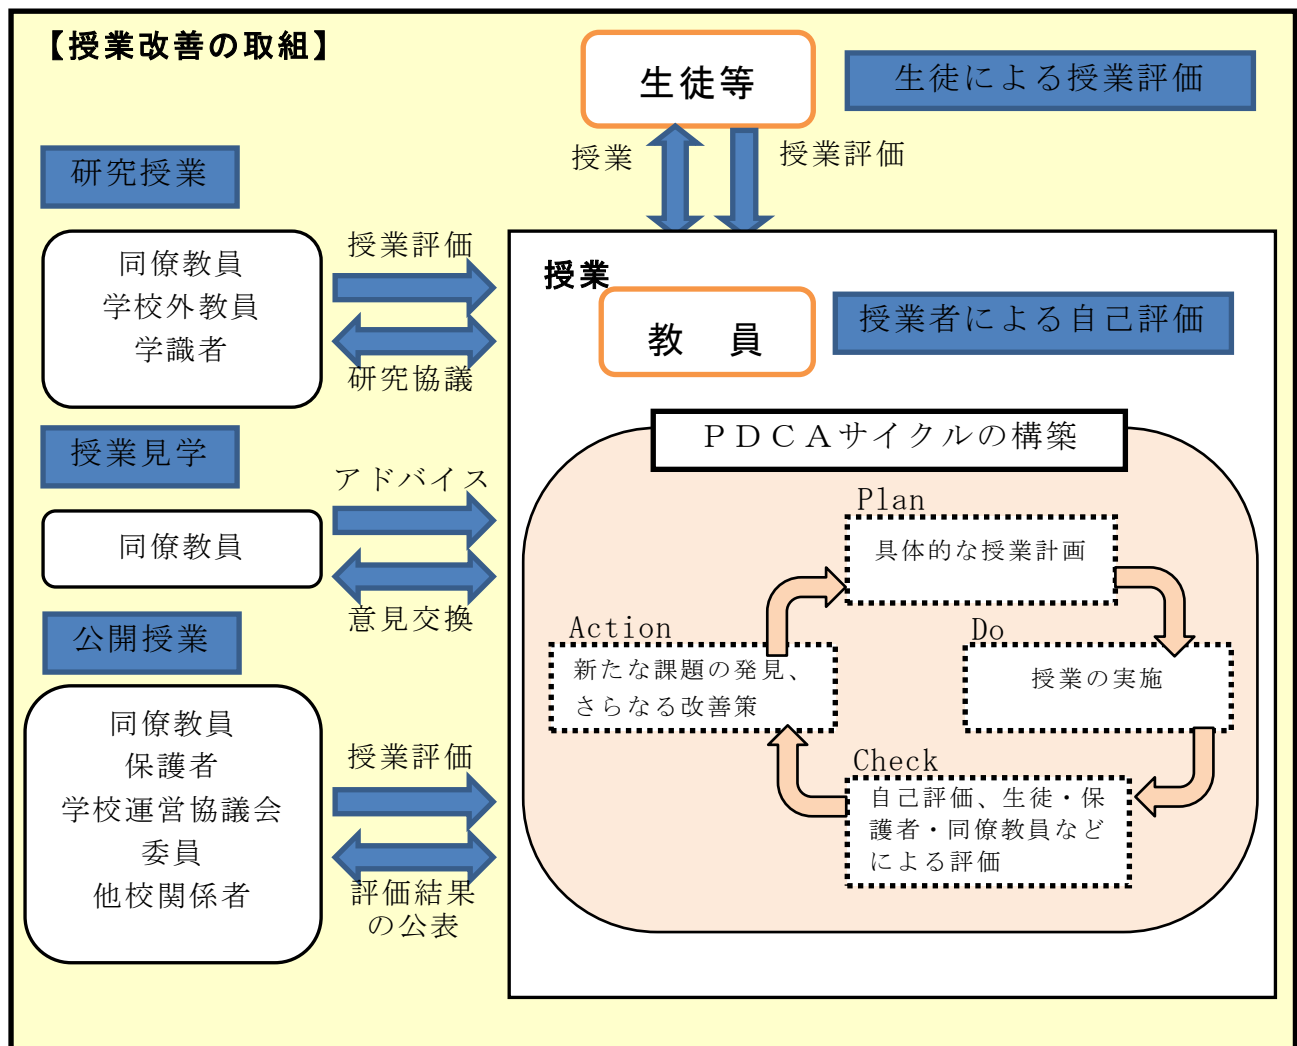 【授業改善の取組】
生徒等
生徒による授業評価
授業
授業評価
研究授業
同僚教員
学校外教員
学識者
授業評価
研究協議
授業見学
同僚教員
アドバイス
意見交換
公開授業
同僚教員
保護者
学校運営協議会
委員
他校関係者
授業評価
評価結果
の公表
授業
教　員
授業者による自己評価
ＰＤＣＡサイクルの構築
Plan
具体的な授業計画
Do
授業の実施
Check
自己評価、生徒・保
護者・同僚教員など
による評価
Action
新たな課題の発見、
さらなる改善策